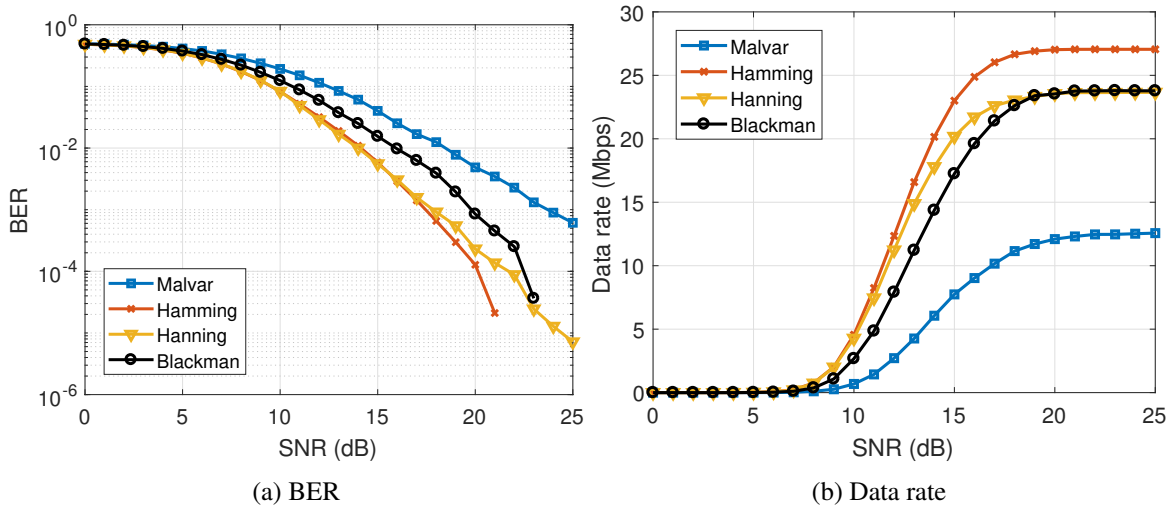 10^0
10^-2
10^-4
10^-6
BER
Malvar
Hamming
Hanning
Blackman
0 5 10 15 20 25
SNR (dB)
(a) BER
30
25
20
15
10
5
0
Data rate (Mbps)
Malvar
Hamming
Hanning
Blackman
0 5 10 15 20 25
SNR (dB)
(b) Data rate